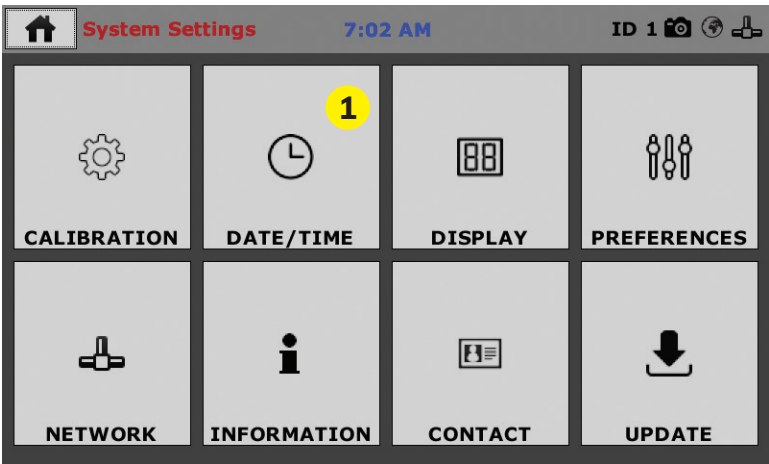 System Settings 7:02 AM ID 1
1
CALIBRATION DATE/TIME DISPLAY PREFERENCES
NETWORK INFORMATION CONTACT UPDATE